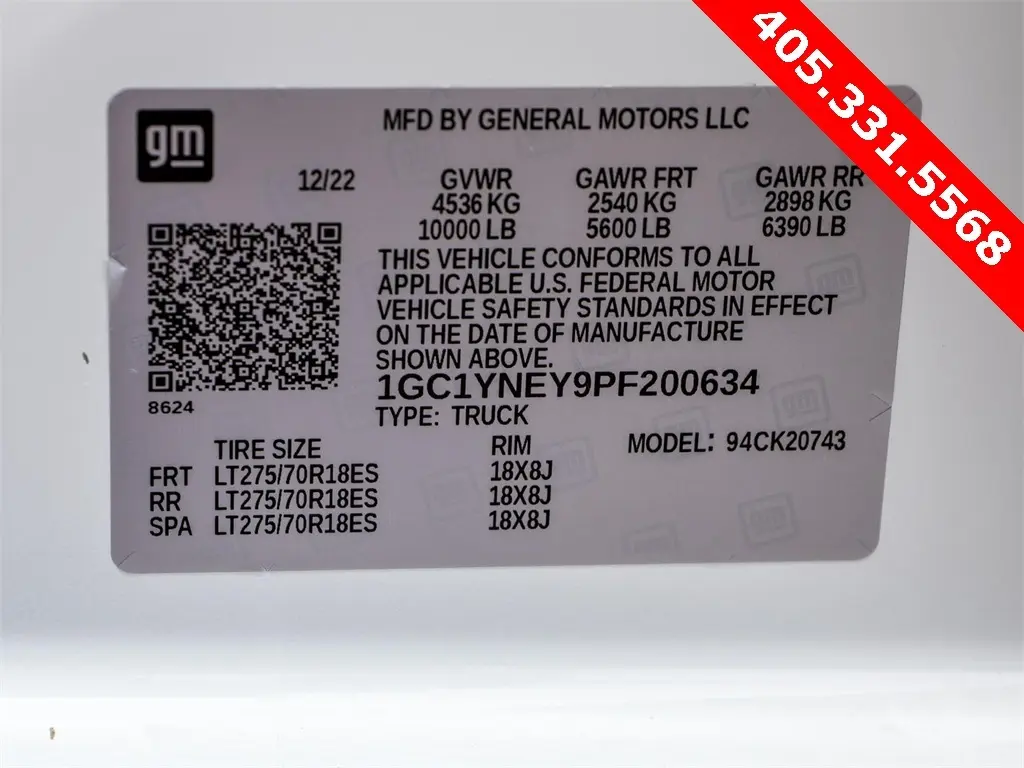 405.331.5568
gm
MFD BY GENERAL MOTORS LLC
12/22 GVWR GAWR FRT GAWR RR
4536 KG 2540 KG 2898 KG
10000 LB 5600 LB 6390 LB
THIS VEHICLE CONFORMS TO ALL
APPLICABLE U.S. FEDERAL MOTOR
VEHICLE SAFETY STANDARDS IN EFFECT
ON THE DATE OF MANUFACTURE
SHOWN ABOVE.
1GC1YNEY9PF200634
8624
TYPE: TRUCK
TIRE SIZE RIM MODEL: 94CK20743
FRT LT275/70R18ES 18X8J
RR LT275/70R18ES 18X8J
SPA LT275/70R18ES 18X8J